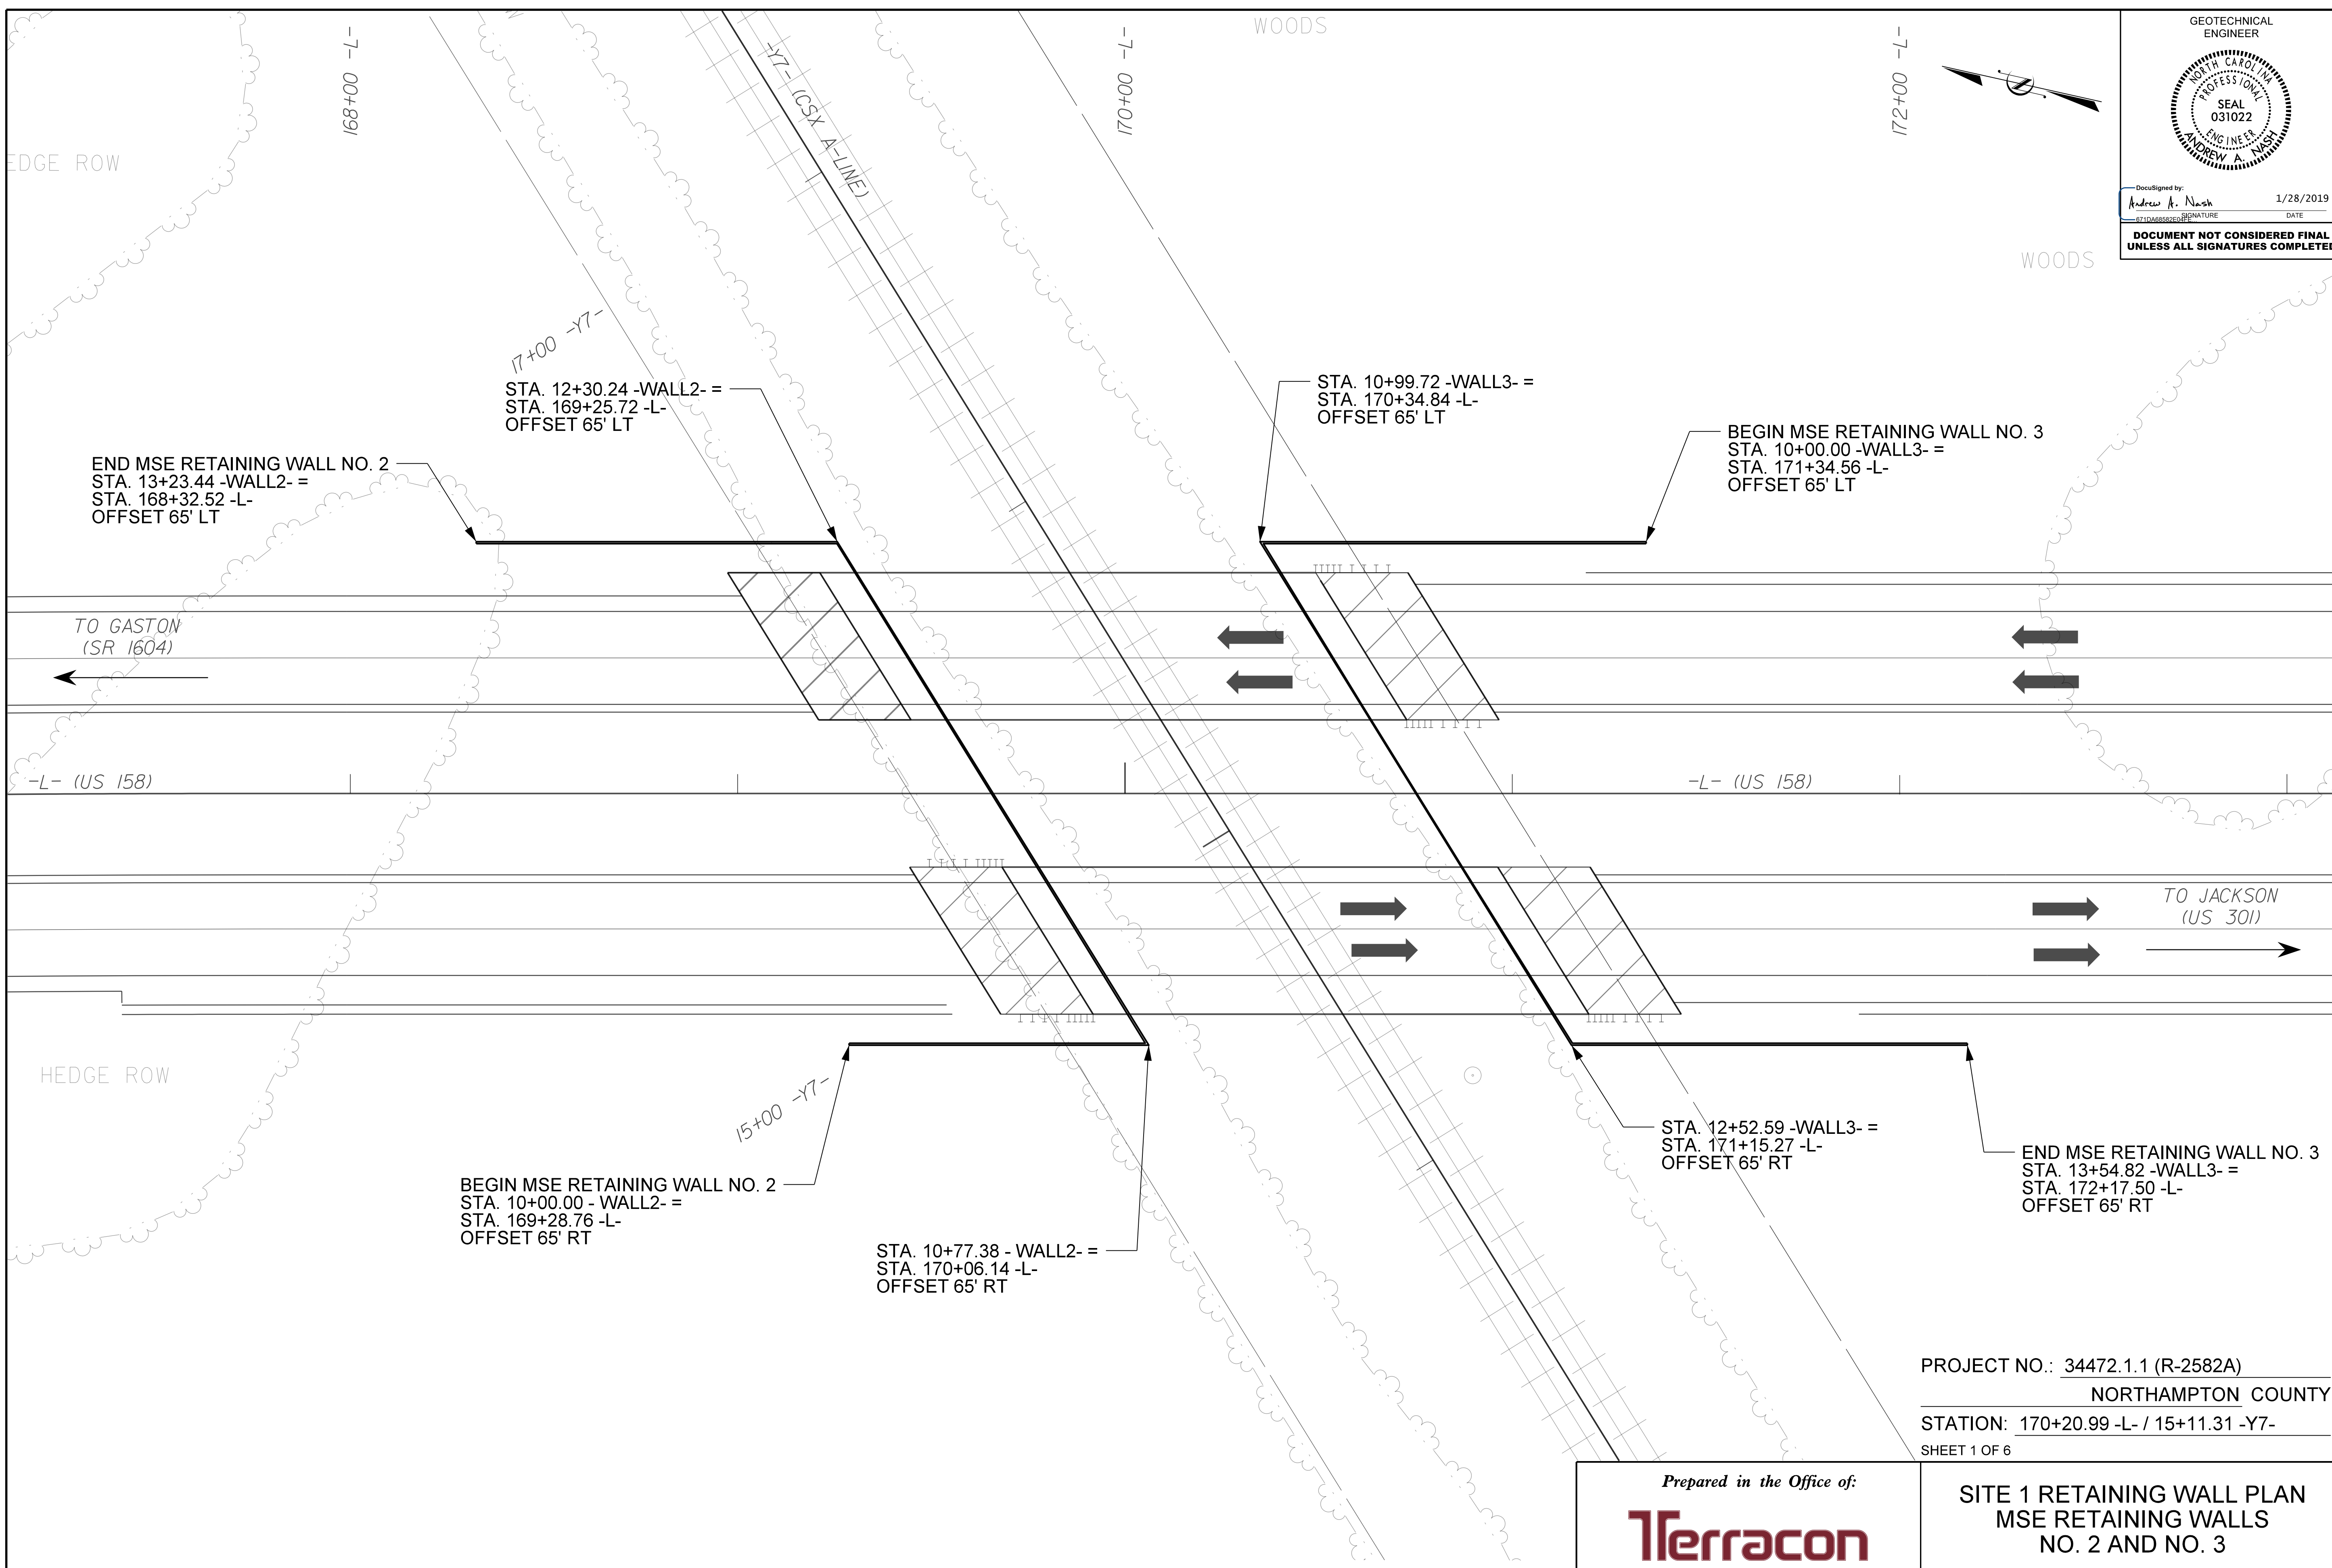 WOODS
168+00 -L-
170+00 -L-
172+00 -L-
-Y7- (CSX A-LINE)
GEOTECHNICAL
ENGINEER
NORTH CAROLINA
PROFESSIONAL
SEAL
031022
ENGINEER
ANDREW A. NASH
DocuSigned by:
Andrew A. Nash
1/28/2019
SIGNATURE
DATE
DOCUMENT NOT CONSIDERED FINAL
UNLESS ALL SIGNATURES COMPLETED
EDGE ROW
WOODS
17+00 -Y7-
STA. 12+30.24 -WALL2- =
STA. 169+25.72 -L-
OFFSET 65' LT
STA. 10+99.72 -WALL3- =
STA. 170+34.84 -L-
OFFSET 65' LT
BEGIN MSE RETAINING WALL NO. 3
STA. 10+00.00 -WALL3- =
STA. 171+34.56 -L-
OFFSET 65' LT
END MSE RETAINING WALL NO. 2
STA. 13+23.44 -WALL2- =
STA. 168+32.52 -L-
OFFSET 65' LT
TO GASTON
(SR 1604)
-L- (US 158)
-L- (US 158)
TO JACKSON
(US 301)
HEDGE ROW
15+00 -Y7-
BEGIN MSE RETAINING WALL NO. 2
STA. 10+00.00 - WALL2- =
STA. 169+28.76 -L-
OFFSET 65' RT
STA. 10+77.38 - WALL2- =
STA. 170+06.14 -L-
OFFSET 65' RT
STA. 12+52.59 -WALL3- =
STA. 171+15.27 -L-
OFFSET 65' RT
END MSE RETAINING WALL NO. 3
STA. 13+54.82 -WALL3- =
STA. 172+17.50 -L-
OFFSET 65' RT
PROJECT NO.: 34472.1.1 (R-2582A)
NORTHAMPTON COUNTY
STATION: 170+20.99 -L- / 15+11.31 -Y7-
SHEET 1 OF 6
Prepared in the Office of:
Terracon
SITE 1 RETAINING WALL PLAN
MSE RETAINING WALLS
NO. 2 AND NO. 3